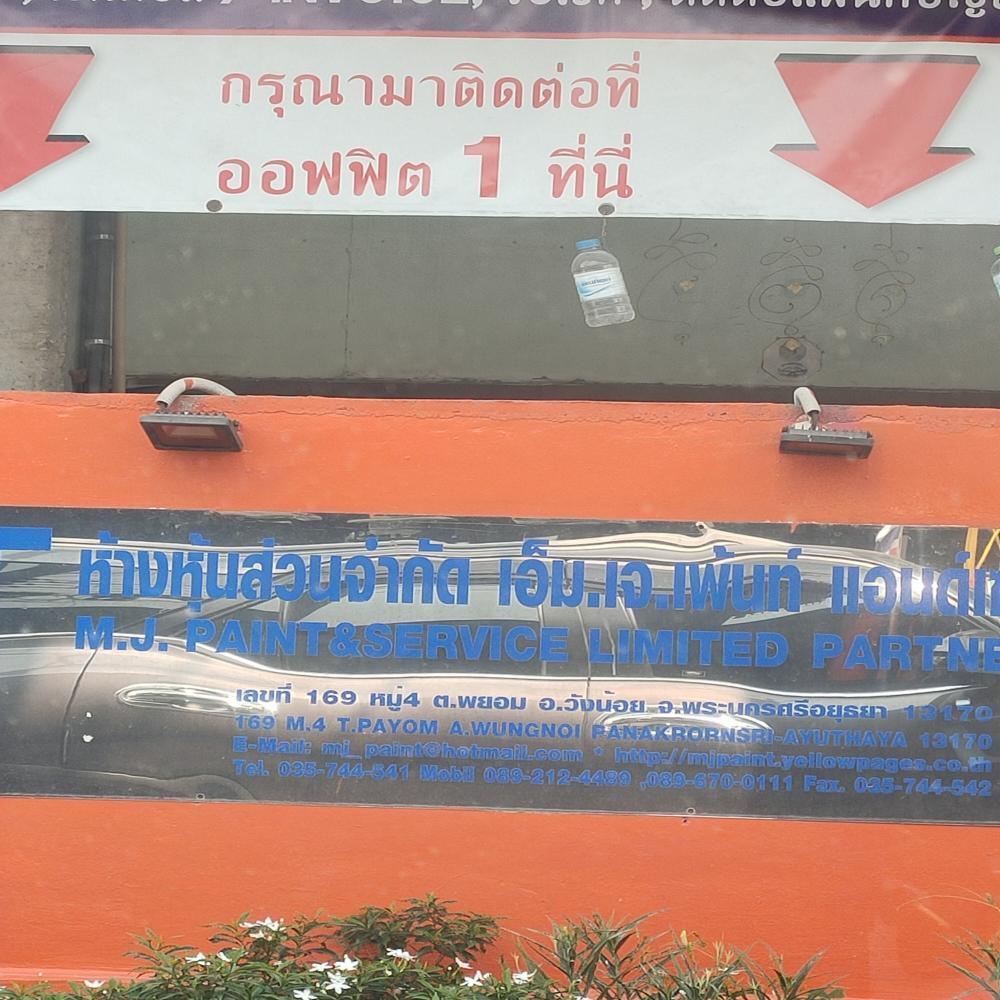 INVOICE,
กรุณามาติดต่อที่
ออฟฟิต 1 ที่นี่
ห้างหุ้นส่วนจำกัด เอ็ม.เจ.เพ้นท์ แอนด์
M.J. PAINT&SERVICE LIMITED PARTNE
เลขที่ 169 หมู่4 ต.พยอม อ.วังน้อย จ.พระนครศรีอยุธยา 13170
169 M.4 T.PAYOM A.WUNGNOI PANAKRORNSRI-AYUTHAYA 13170
E-Mail: mj_paint@hotmail.com * http://mjpaint.yellowpages.co.th
Tel. 035-744-541 Mobil 089-212-4489 ,089-670-0111 Fax. 035-744-542